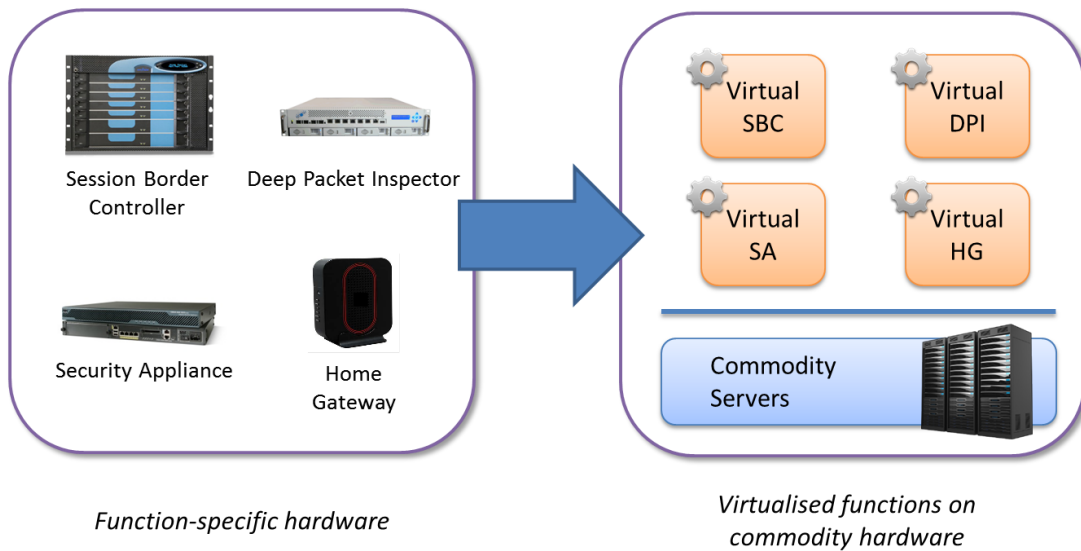 Session Border
Controller
Deep Packet Inspector
Security Appliance
Home
Gateway
Function-specific hardware
Virtual
SBC
Virtual
DPI
Virtual
SA
Virtual
HG
Commodity
Servers
Virtualised functions on
commodity hardware